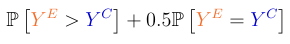 ℙ[Y^E > Y^C] + 0.5ℙ[Y^E = Y^C]